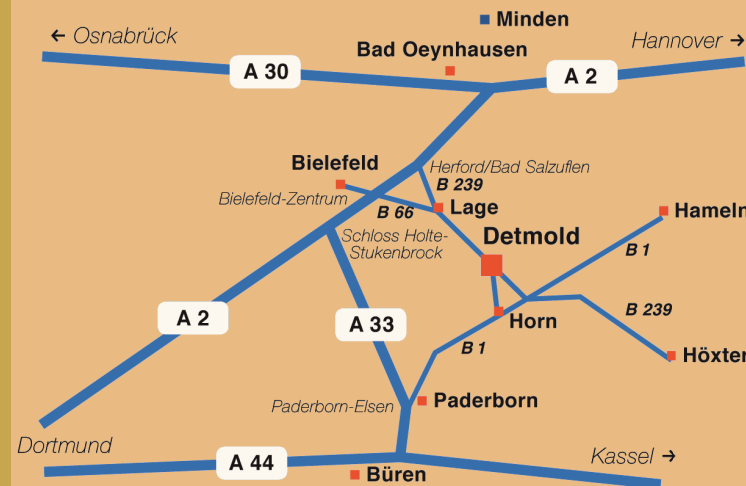 Minden
← Osnabrück
Hannover →
Bad Oeynhausen
A 30
A 2
Bielefeld
Herford/Bad Salzuflen
B 239
Bielefeld-Zentrum
B 66
Lage
Hameln
Schloss Holte-
Stukenbrock
Detmold
B 1
A 2
A 33
Horn
B 239
B 1
Höxter
Paderborn-Elsen
Paderborn
Dortmund
A 44
Kassel →
Büren